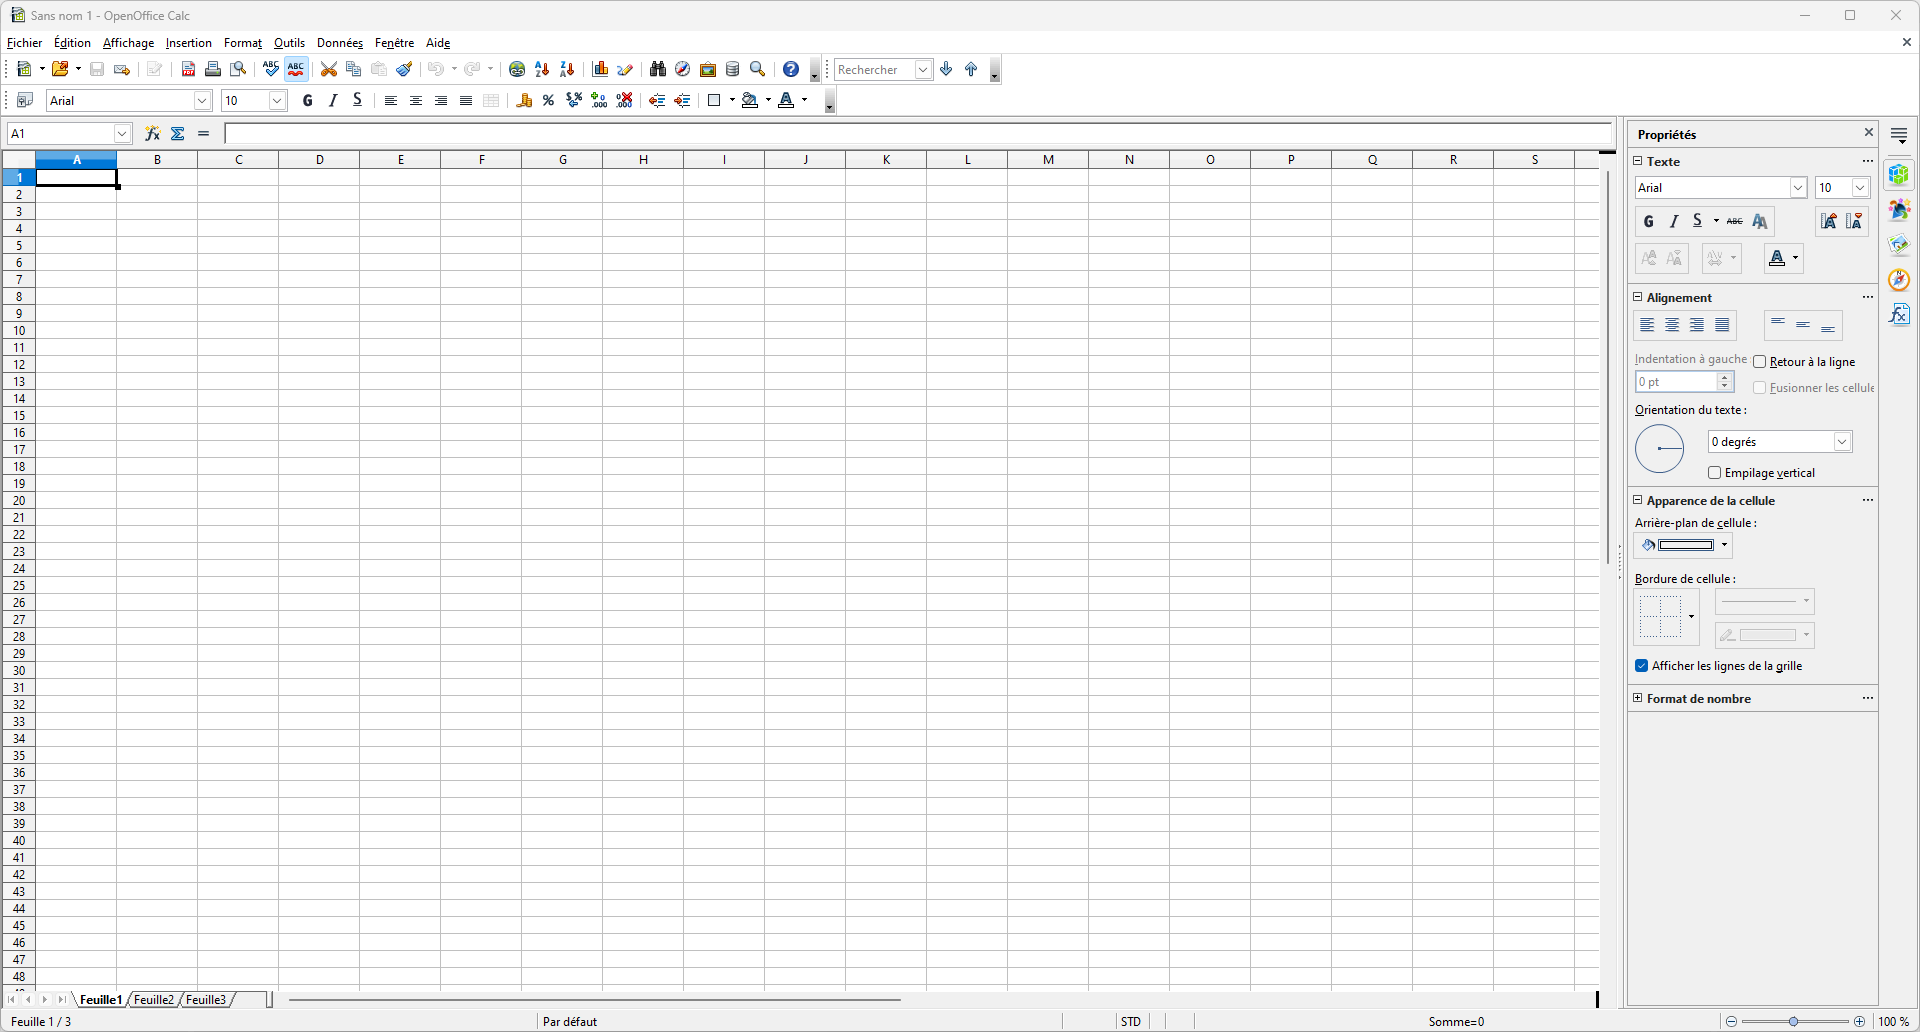 Sans nom 1 - OpenOffice Calc
Fichier Édition Affichage Insertion Format Outils Données Fenêtre Aide
Rechercher
Arial 10 G I S
A1
A B C D E F G H I J K L M N O P Q R S
1
2
3
4
5
6
7
8
9
10
11
12
13
14
15
16
17
18
19
20
21
22
23
24
25
26
27
28
29
30
31
32
33
34
35
36
37
38
39
40
41
42
43
44
45
46
47
48
Propriétés
Texte
Arial 10
G I S ABC
Alignement
Indentation à gauche
Retour à la ligne
0 pt
Fusionner les cellule
Orientation du texte :
0 degrés
Empilage vertical
Apparence de la cellule
Arrière-plan de cellule :
Bordure de cellule :
Afficher les lignes de la grille
Format de nombre
Feuille1 Feuille2 Feuille3
Feuille 1 / 3 Par défaut STD Somme=0 100 %